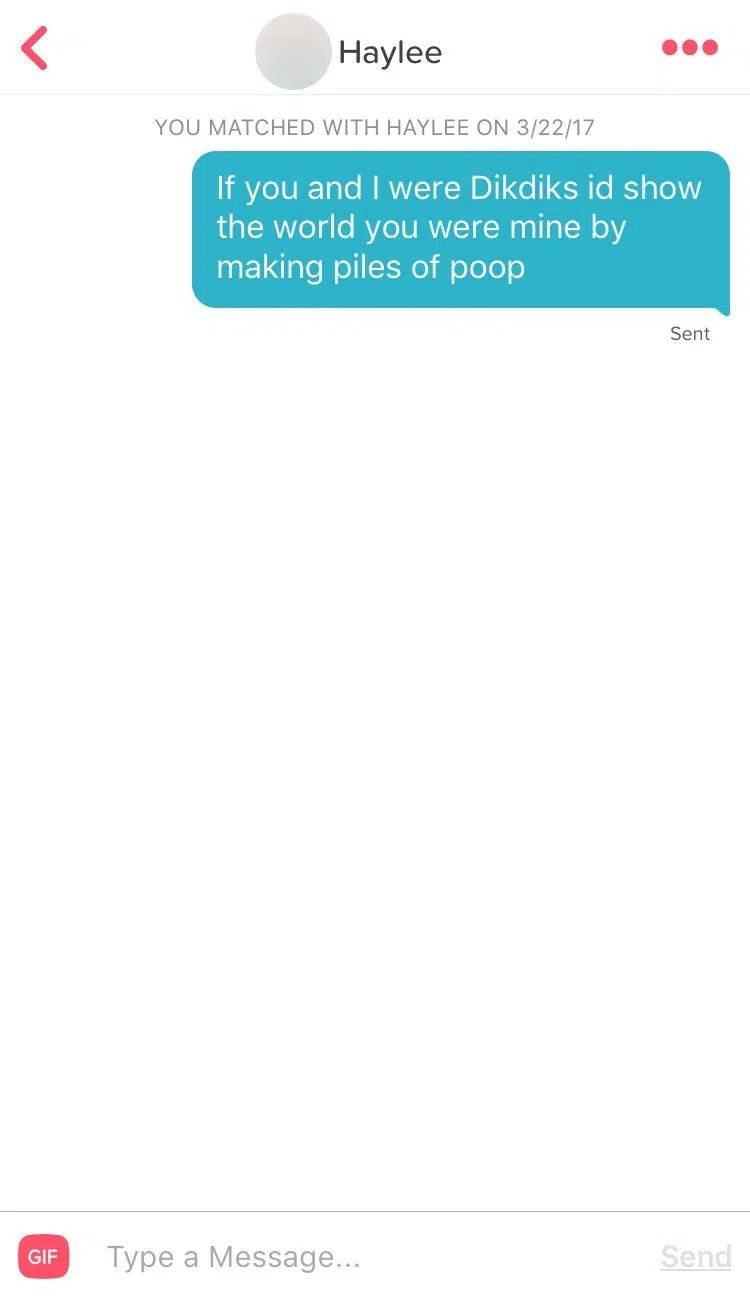 Haylee
YOU MATCHED WITH HAYLEE ON 3/22/17
If you and I were Dikdiks id show
the world you were mine by
making piles of poop
Sent
GIF Type a Message... Send